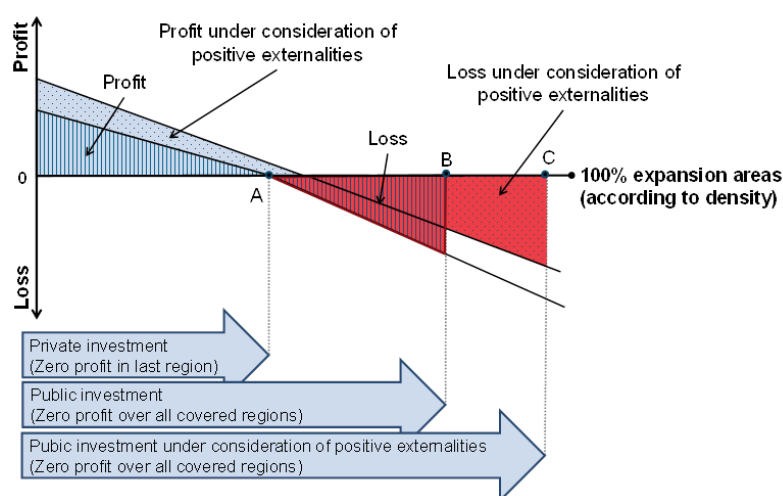 Profit
Profit under consideration of
positive externalities
Profit
Loss under consideration of
positive externalities
Loss
B
C
0
A
100% expansion areas
(according to density)
Loss
Private investment
(Zero profit in last region)
Public investment
(Zero profit over all covered regions)
Pubic investment under consideration of positive externalities
(Zero profit over all covered regions)